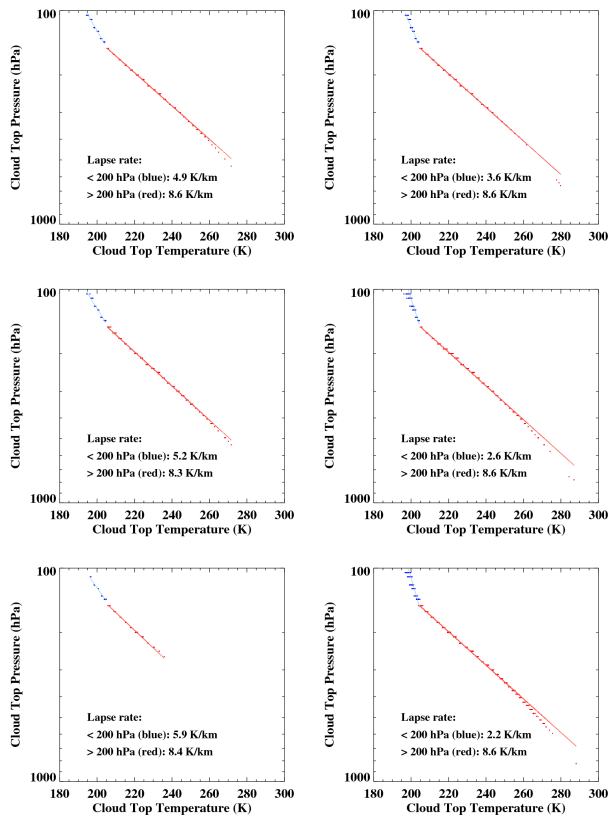 100
1000
Cloud Top Pressure (hPa)
Lapse rate:
< 200 hPa (blue): 4.9 K/km
> 200 hPa (red): 8.6 K/km
180 200 220 240 260 280 300
Cloud Top Temperature (K)
100
1000
Cloud Top Pressure (hPa)
Lapse rate:
< 200 hPa (blue): 3.6 K/km
> 200 hPa (red): 8.6 K/km
180 200 220 240 260 280 300
Cloud Top Temperature (K)
100
1000
Cloud Top Pressure (hPa)
Lapse rate:
< 200 hPa (blue): 5.2 K/km
> 200 hPa (red): 8.3 K/km
180 200 220 240 260 280 300
Cloud Top Temperature (K)
100
1000
Cloud Top Pressure (hPa)
Lapse rate:
< 200 hPa (blue): 2.6 K/km
> 200 hPa (red): 8.6 K/km
180 200 220 240 260 280 300
Cloud Top Temperature (K)
100
1000
Cloud Top Pressure (hPa)
Lapse rate:
< 200 hPa (blue): 5.9 K/km
> 200 hPa (red): 8.4 K/km
180 200 220 240 260 280 300
Cloud Top Temperature (K)
100
1000
Cloud Top Pressure (hPa)
Lapse rate:
< 200 hPa (blue): 2.2 K/km
> 200 hPa (red): 8.6 K/km
180 200 220 240 260 280 300
Cloud Top Temperature (K)